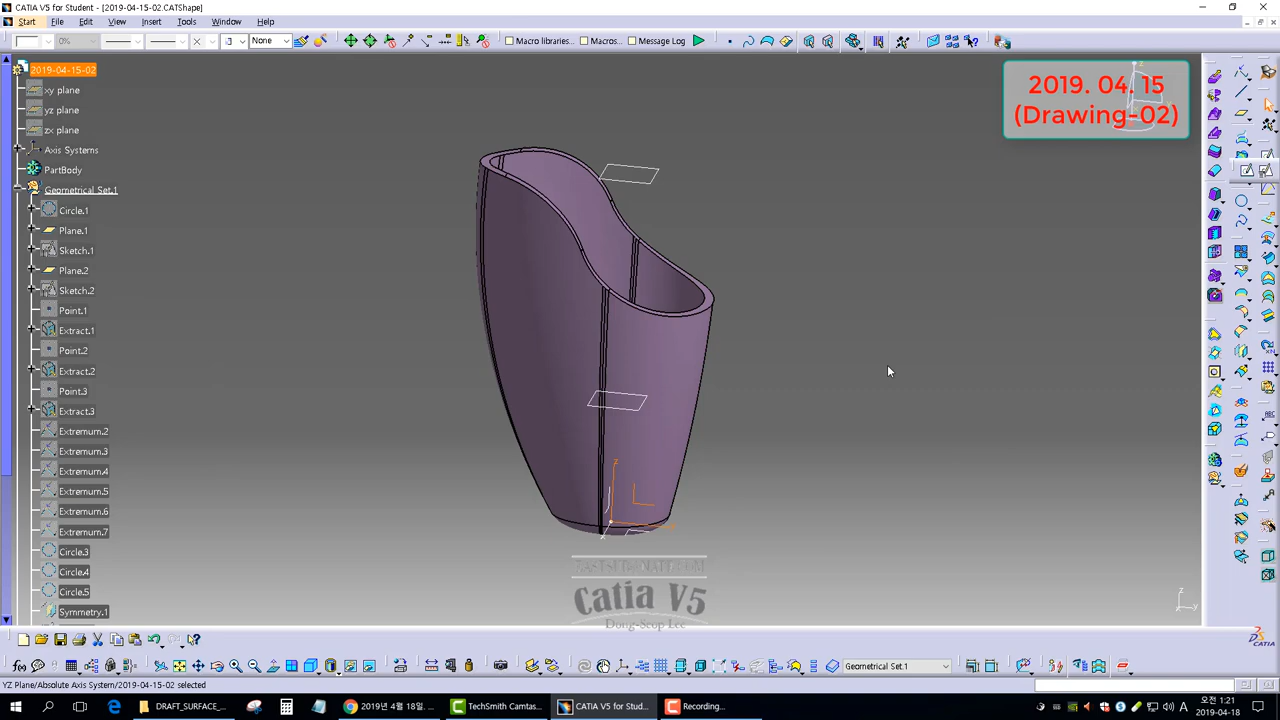 CATIA V5 for Student - [2019-04-15-02.CATShape]
Start File Edit View Insert Tools Window Help
0% None Macro libraries... Macros... Message Log
2019-04-15-02
xy plane
yz plane
zx plane
Axis Systems
PartBody
Geometrical Set.1
Circle.1
Plane.1
Sketch.1
Plane.2
Sketch.2
Point.1
Extract.1
Point.2
Extract.2
Point.3
Extract.3
Extremum.2
Extremum.3
Extremum.4
Extremum.5
Extremum.6
Extremum.7
Circle.3
Circle.4
Circle.5
Symmetry.1
2019. 04. 15
(Drawing-02)
z
x
Catia V5
Dong-Seop Lee
z
y
Geometrical Set.1
YZ Plane/Absolute Axis System/2019-04-15-02 selected
DRAFT_SURFACE_... 2019년 4월 18일. ... TechSmith Camtas... CATIA V5 for Stud... Recording... A 오전 1:21
2019-04-18